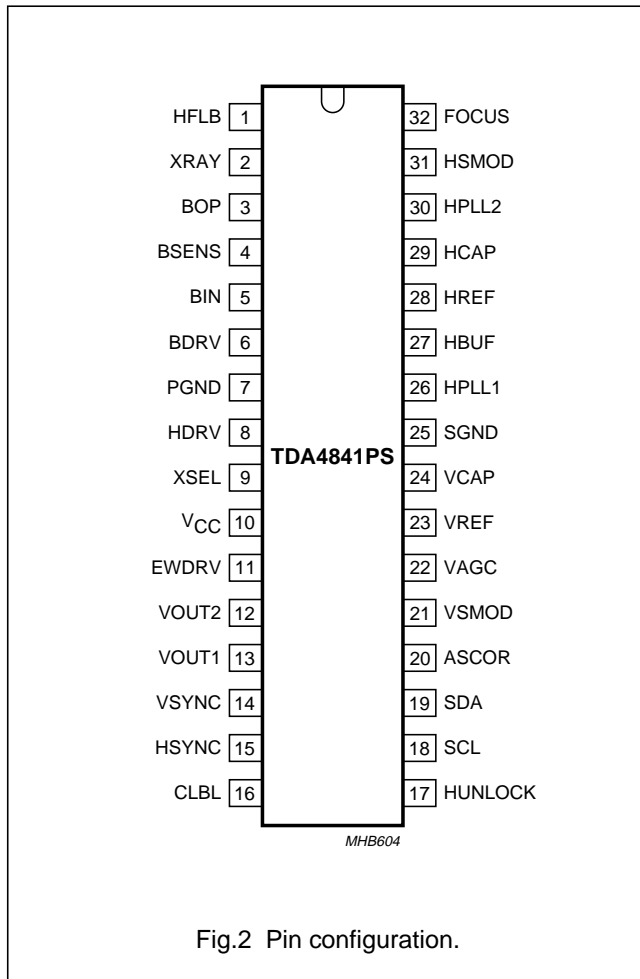 HFLB 1 32 FOCUS
XRAY 2 31 HSMOD
BOP 3 30 HPLL2
BSENS 4 29 HCAP
BIN 5 28 HREF
BDRV 6 27 HBUF
PGND 7 26 HPLL1
HDRV 8 25 SGND
TDA4841PS
XSEL 9 24 VCAP
VCC 10 23 VREF
EWDRV 11 22 VAGC
VOUT2 12 21 VSMOD
VOUT1 13 20 ASCOR
VSYNC 14 19 SDA
HSYNC 15 18 SCL
CLBL 16 17 HUNLOCK
MHB604
Fig.2 Pin configuration.